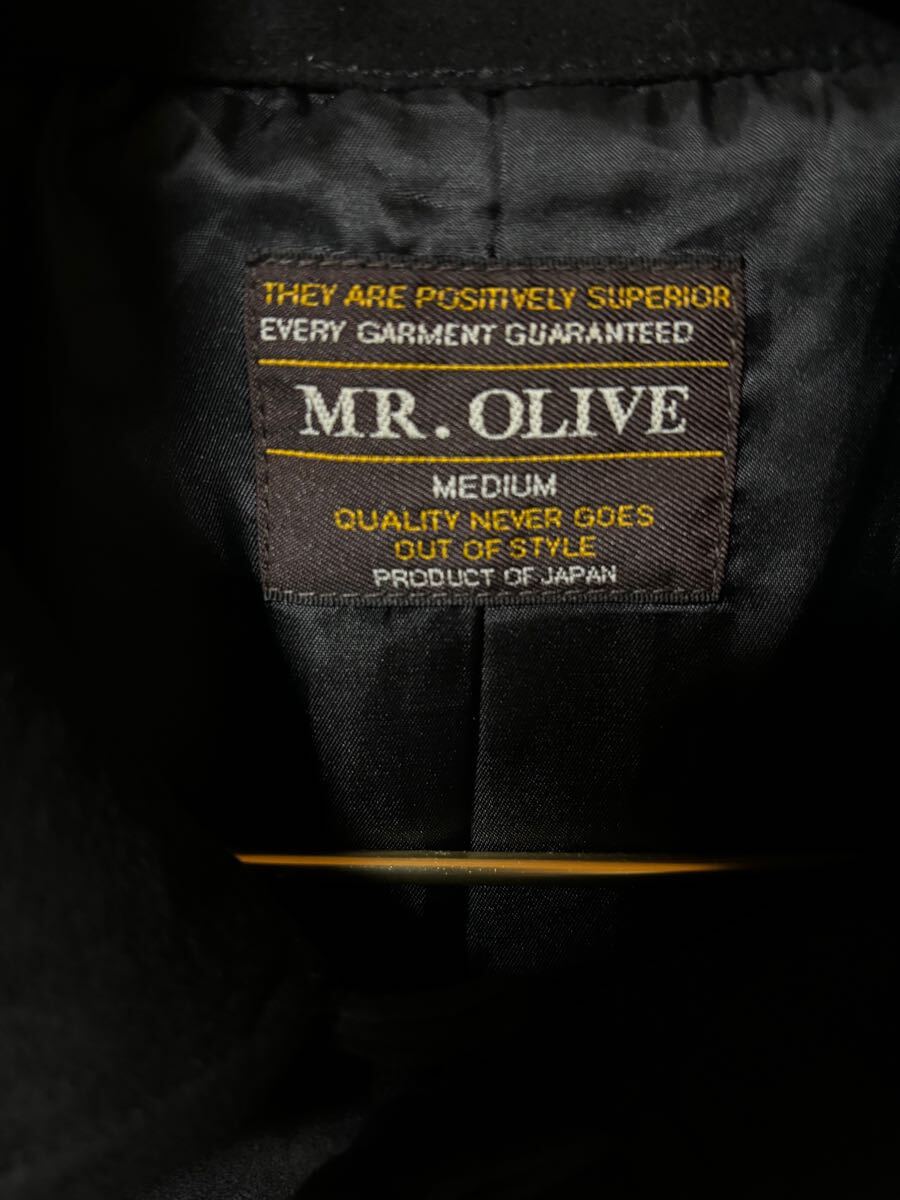 THEY ARE POSITIVELY SUPERIOR
EVERY GARMENT GUARANTEED
MR. OLIVE
MEDIUM
QUALITY NEVER GOES
OUT OF STYLE
PRODUCT OF JAPAN